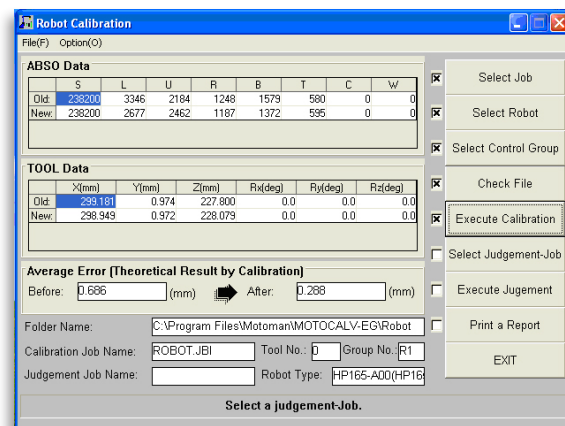 Robot Calibration
File(F) Option(O)
ABSO Data
S L U R B T C W
Old: 238200 3346 2184 1248 1579 580 0 0
New: 238200 2677 2462 1187 1372 595 0 0
TOOL Data
X(mm) Y(mm) Z(mm) Rx(deg) Ry(deg) Rz(deg)
Old: 299.181 0.974 227.800 0.0 0.0 0.0
New: 298.949 0.972 228.079 0.0 0.0 0.0
Average Error (Theoretical Result by Calibration)
Before: 0.686 (mm) After: 0.288 (mm)
Folder Name: C:\Program Files\Motoman\MOTOCALV-EG\Robot
Calibration Job Name: ROBOT.JBI Tool No.: 0 Group No.: R1
Judgement Job Name: Robot Type: HP165-A00(HP16
Select a judgement-Job.
Select Job
Select Robot
Select Control Group
Check File
Execute Calibration
Select Judgement-Job
Execute Jugement
Print a Report
EXIT